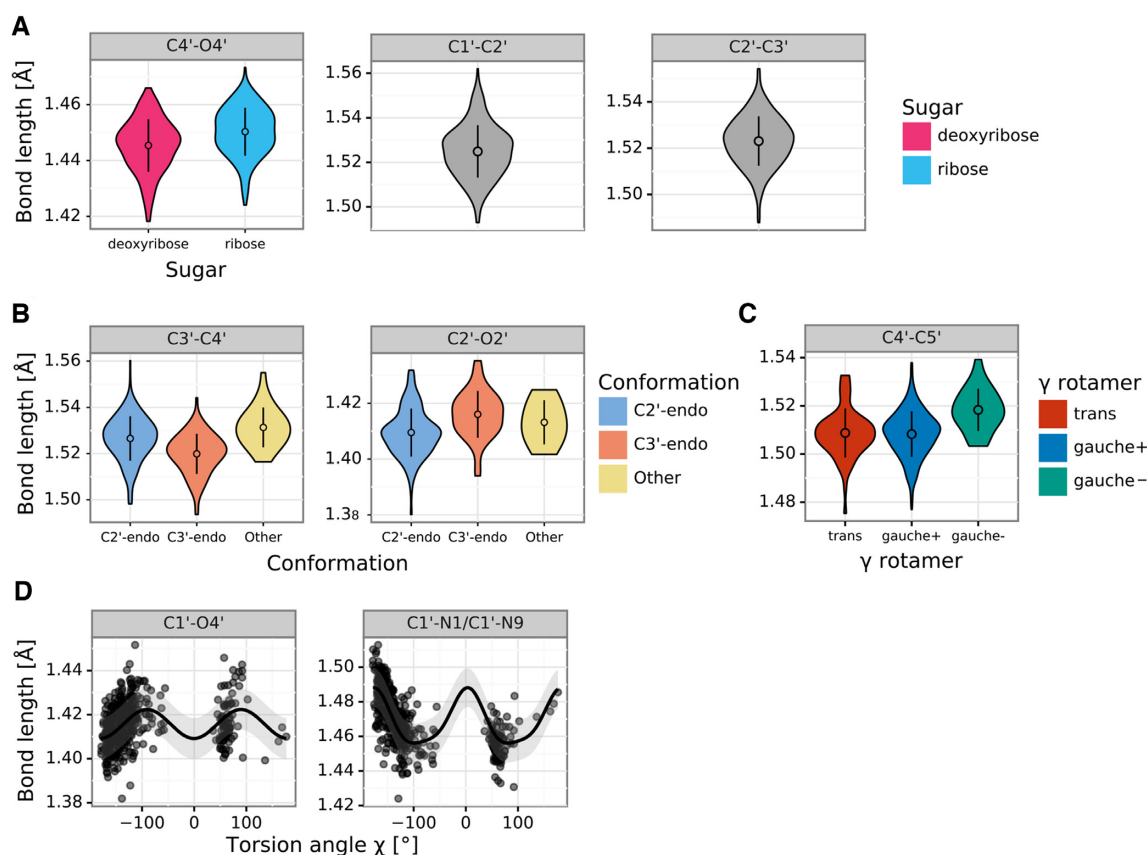 A
C4'-O4'
C1'-C2'
C2'-C3'
Bond length [Å]
1.46
1.44
1.42
1.56
1.54
1.52
1.50
1.54
1.52
1.50
deoxyribose
ribose
Sugar
Sugar
deoxyribose
ribose
B
C3'-C4'
C2'-O2'
Bond length [Å]
1.56
1.54
1.52
1.50
1.42
1.40
1.38
C2'-endo
C3'-endo
Other
C2'-endo
C3'-endo
Other
Conformation
Conformation
C2'-endo
C3'-endo
Other
C
C4'-C5'
1.54
1.52
1.50
1.48
trans
gauche+
gauche-
γ rotamer
γ rotamer
trans
gauche+
gauche−
D
C1'-O4'
C1'-N1/C1'-N9
Bond length [Å]
1.44
1.42
1.40
1.38
1.50
1.48
1.46
1.44
1.42
−100
0
100
−100
0
100
Torsion angle χ [°]